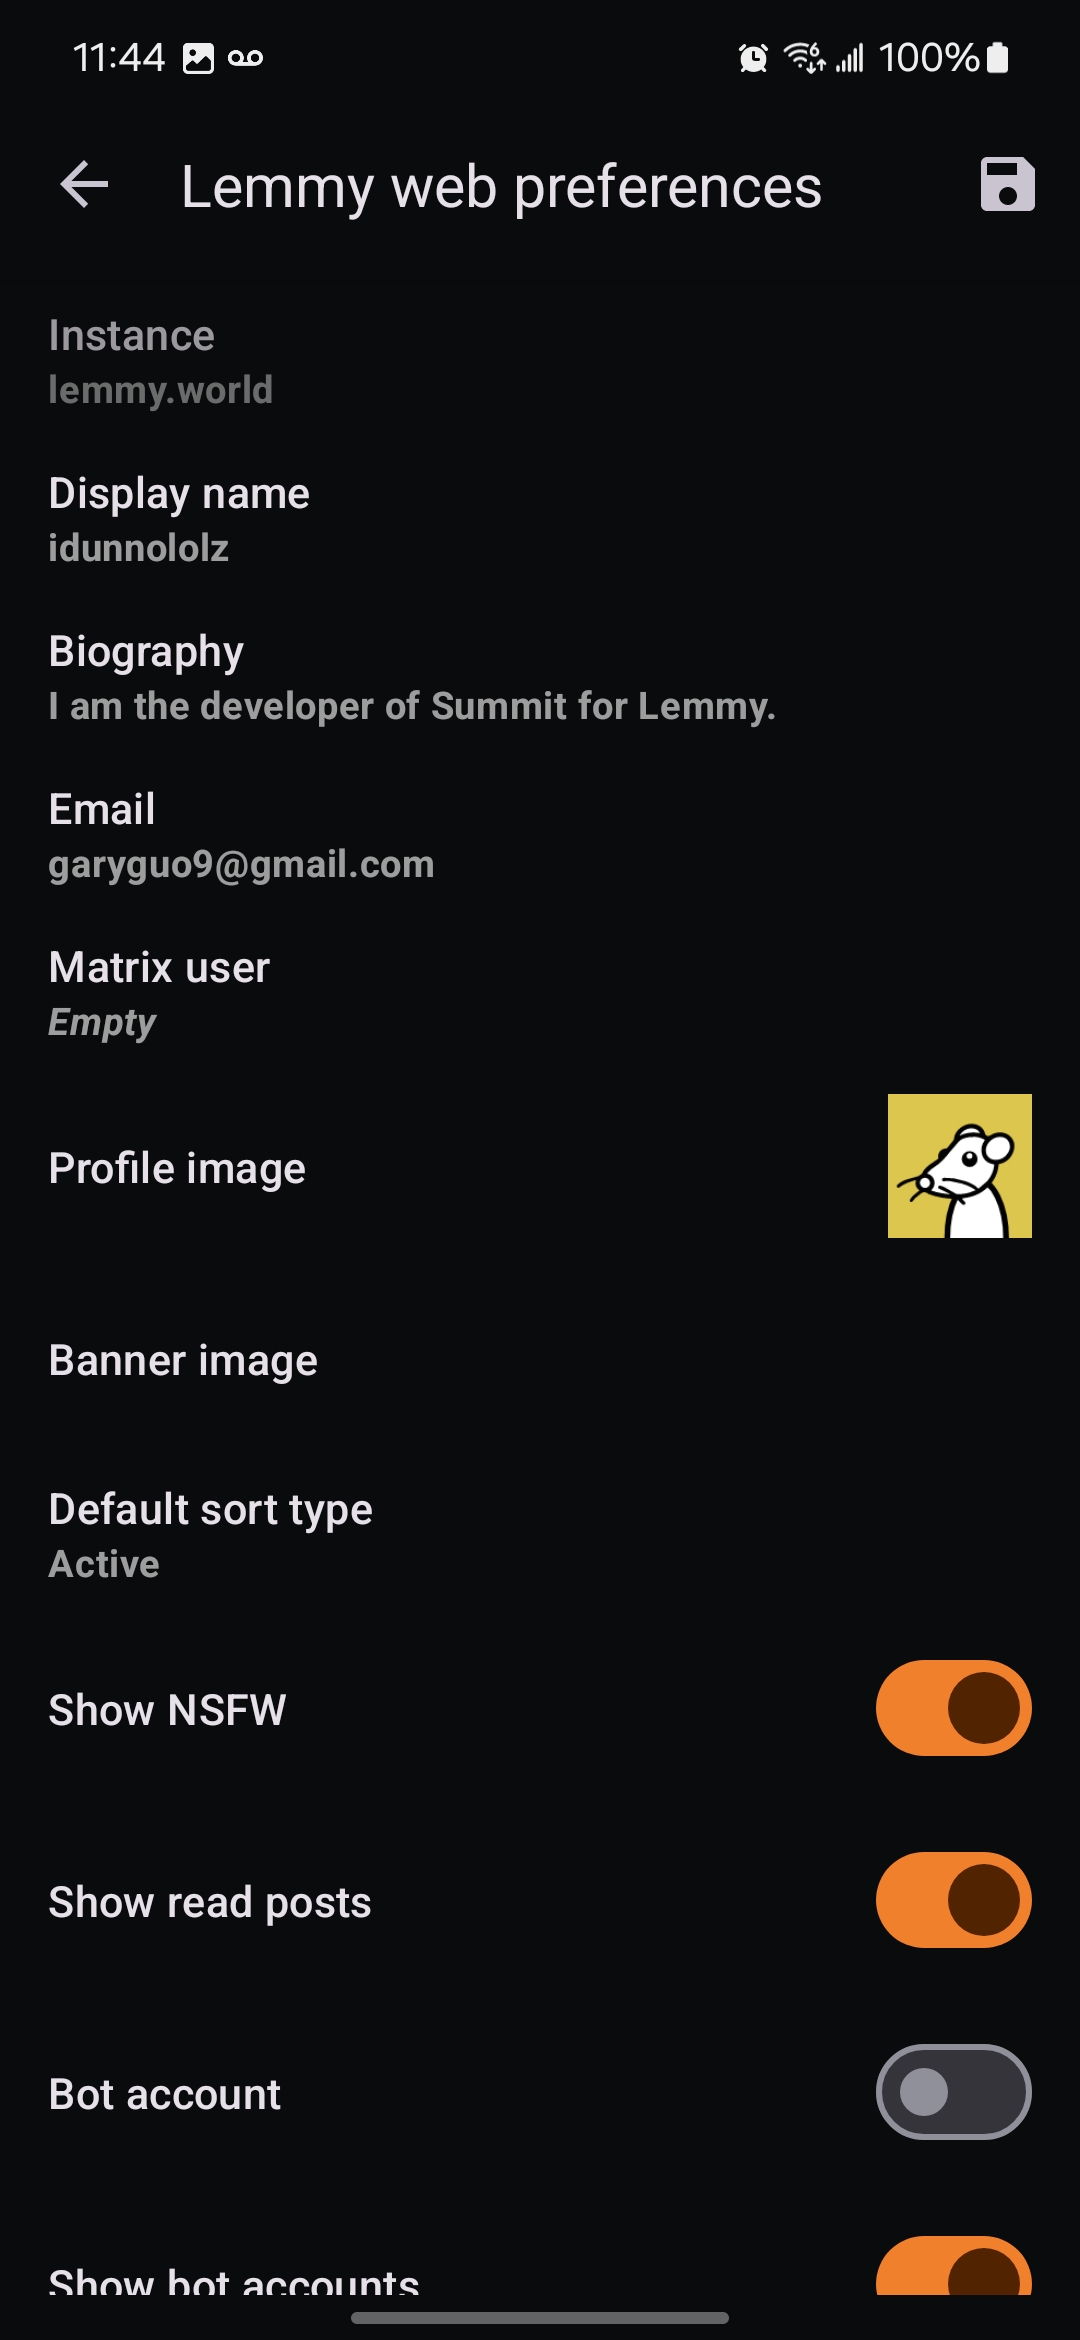 11:44
6
100%
Lemmy web preferences
Instance
lemmy.world
Display name
idunnololz
Biography
I am the developer of Summit for Lemmy.
Email
garyguo9@gmail.com
Matrix user
Empty
Profile image
Banner image
Default sort type
Active
Show NSFW
Show read posts
Bot account
Show bot accounts